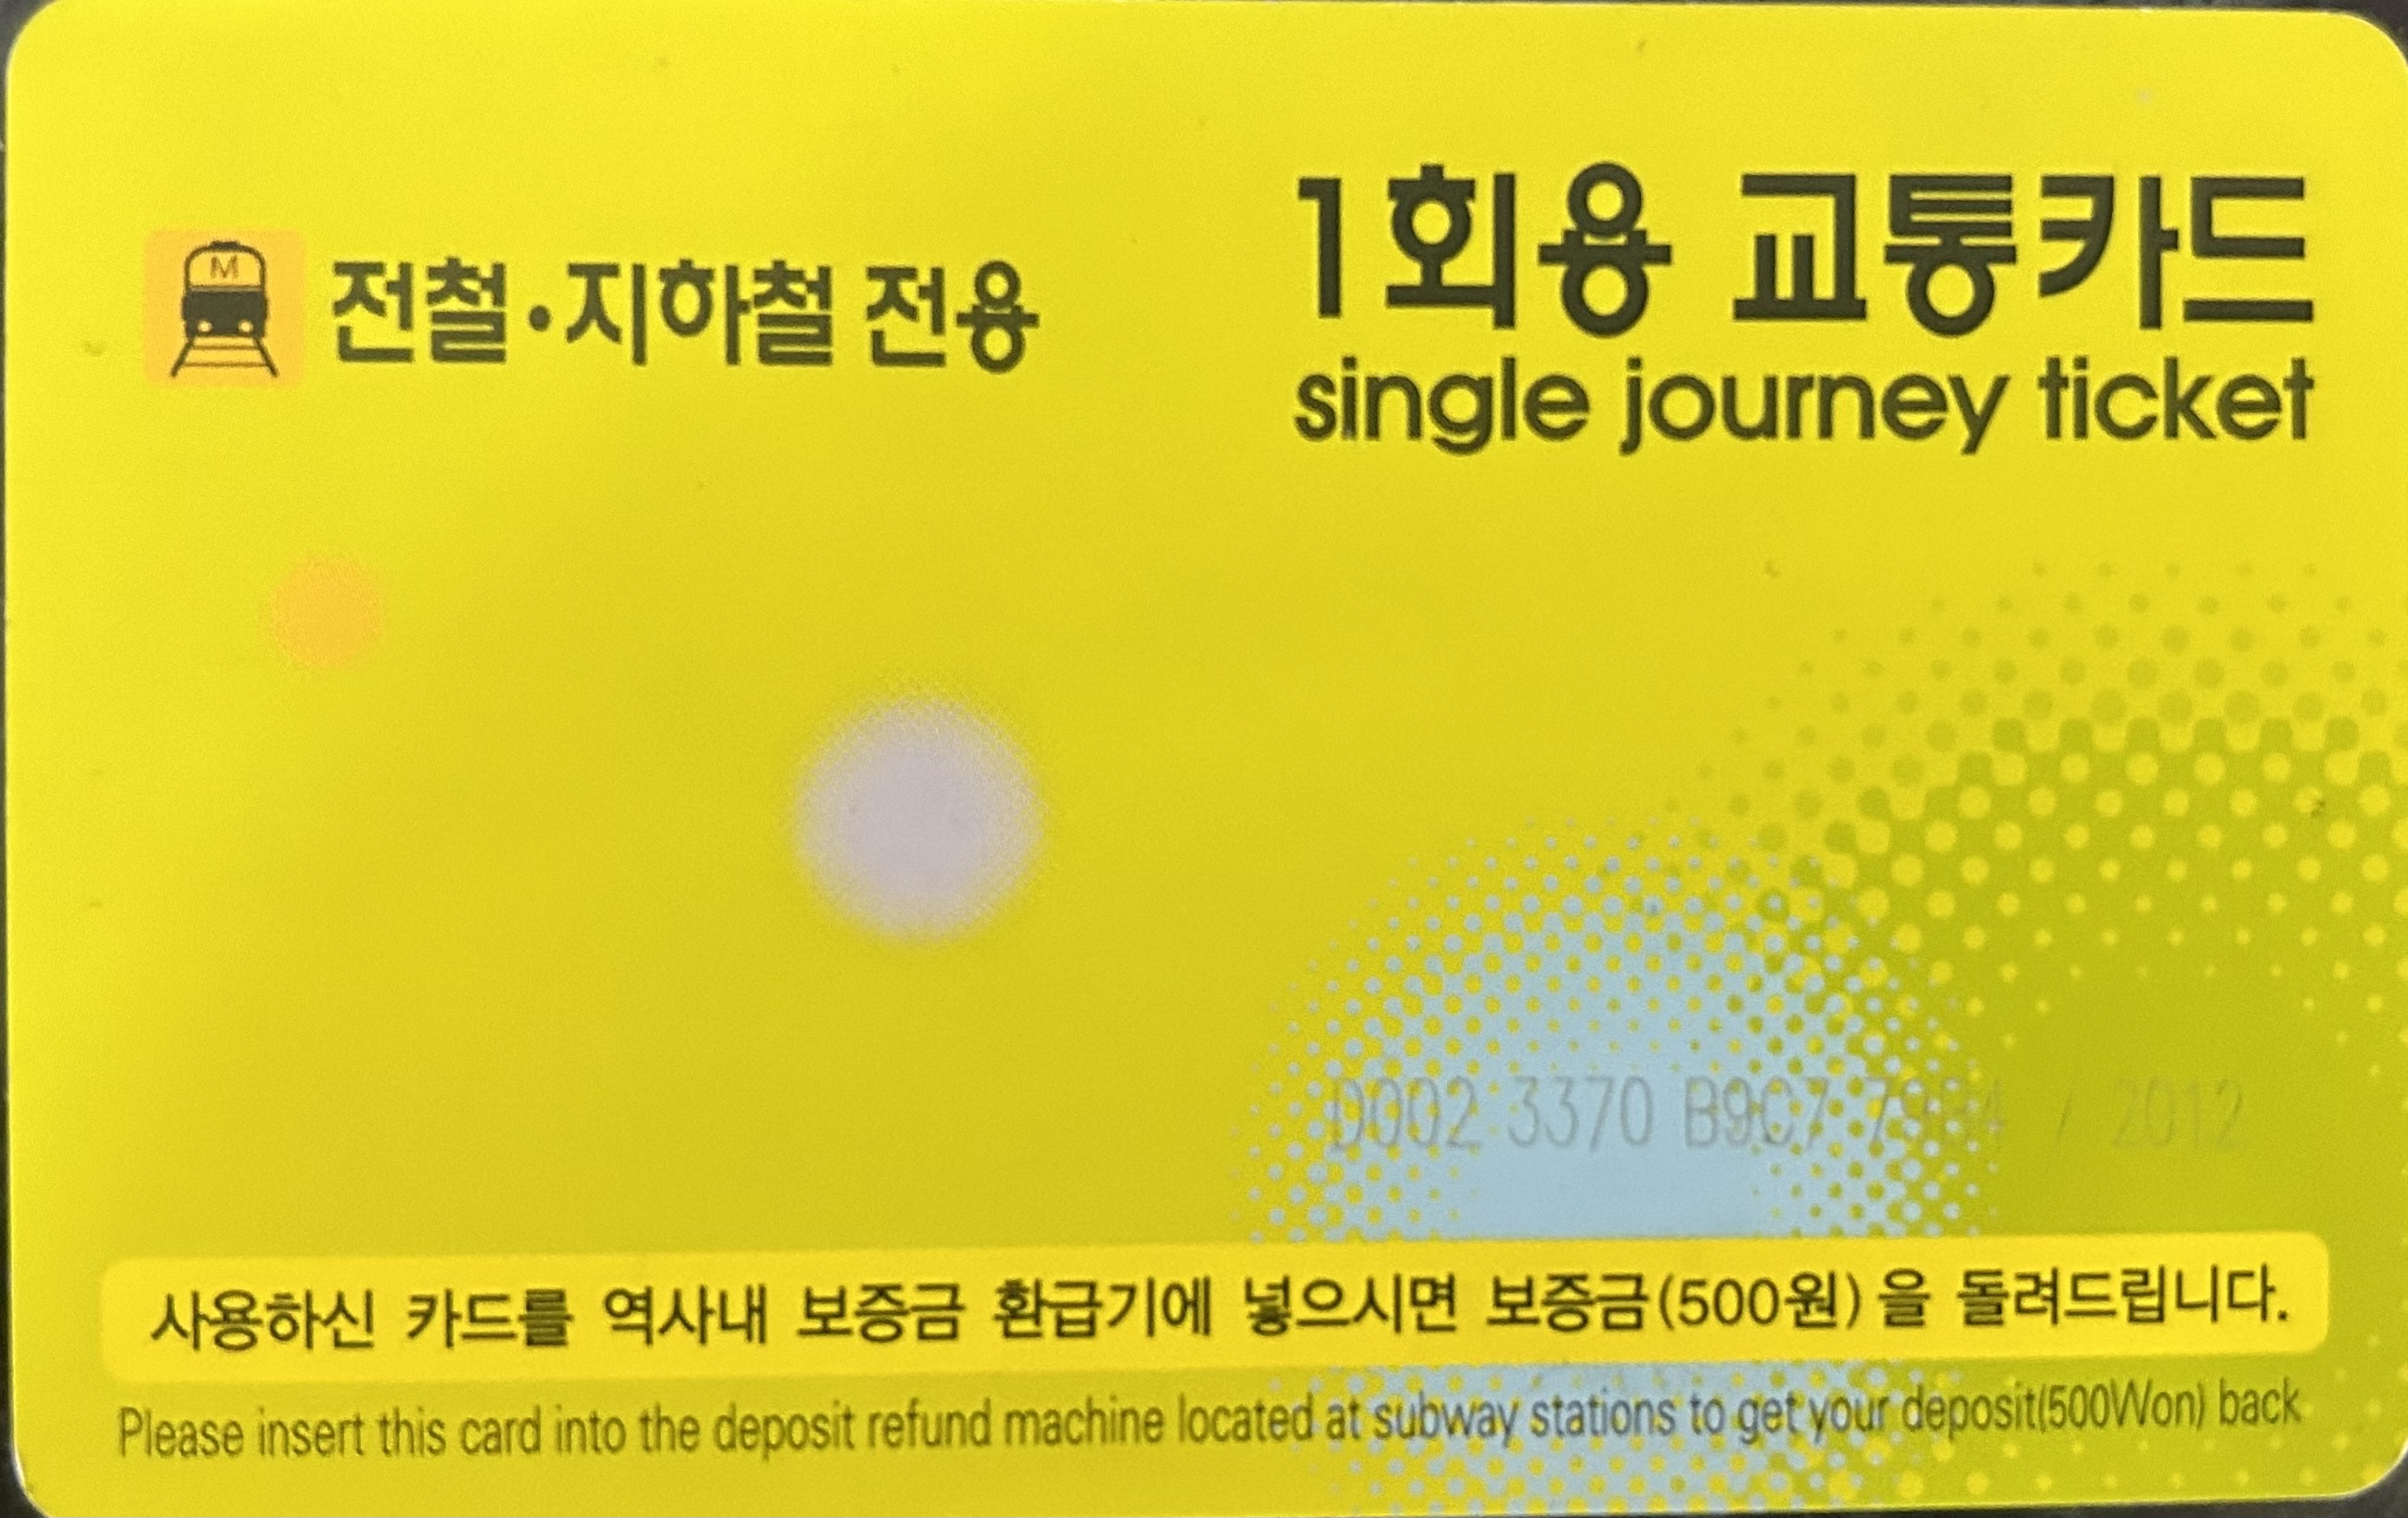 M
전철·지하철 전용
1회용 교통카드
single journey ticket
D002 3370 B9C7 / 2012
사용하신 카드를 역사내 보증금 환급기에 넣으시면 보증금(500원)을 돌려드립니다.
Please insert this card into the deposit refund machine located at subway stations to get your deposit(500Won) back